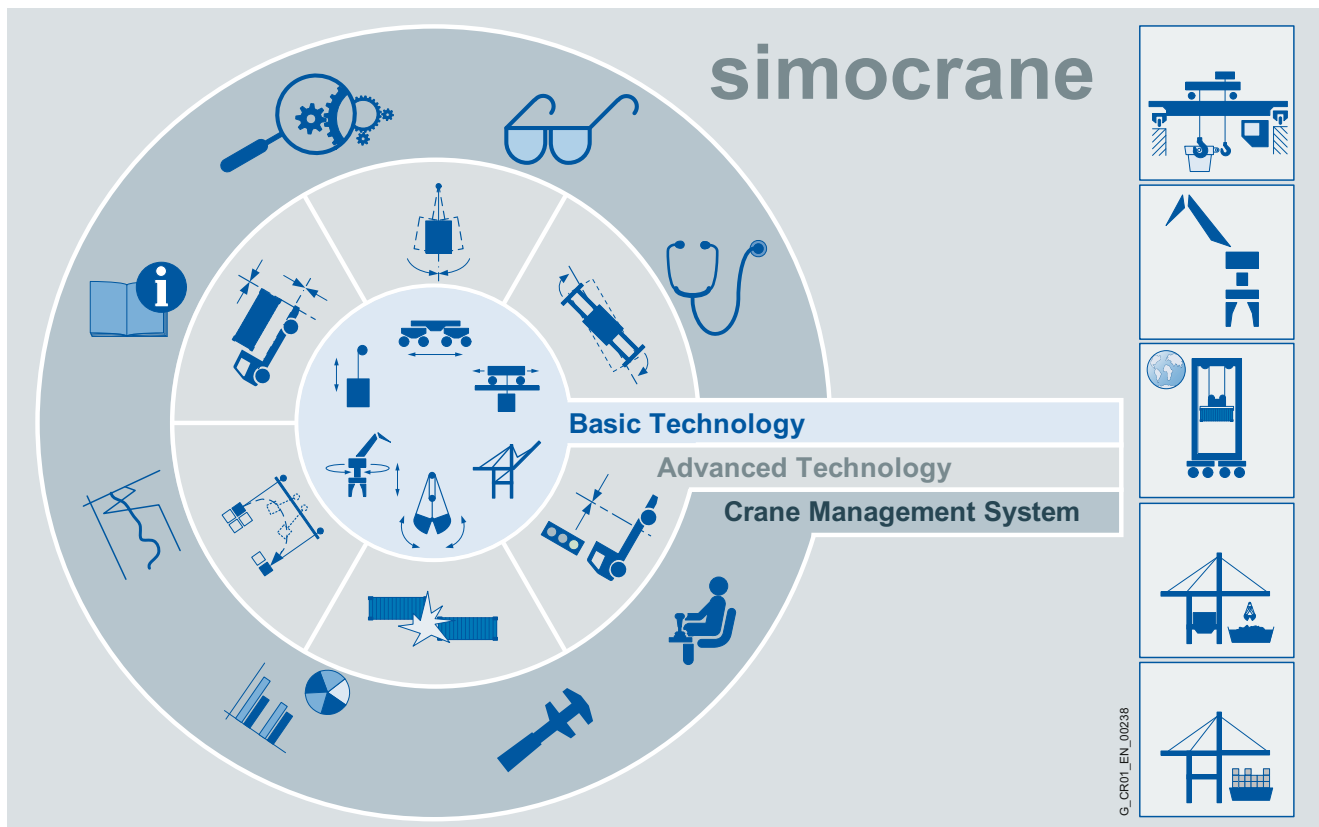 simocrane
i
Basic Technology
Advanced Technology
Crane Management System
G_CR01_EN_00238